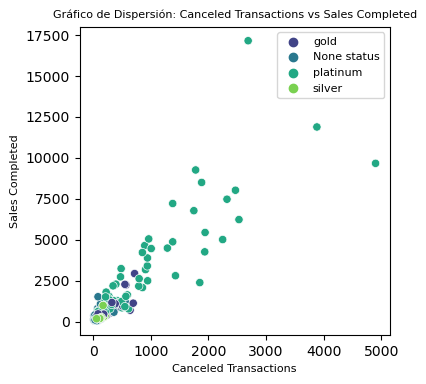 Gráfico de Dispersión: Canceled Transactions vs Sales Completed
gold
None status
platinum
silver
Sales Completed
17500
15000
12500
10000
7500
5000
2500
0
0 1000 2000 3000 4000 5000
Canceled Transactions